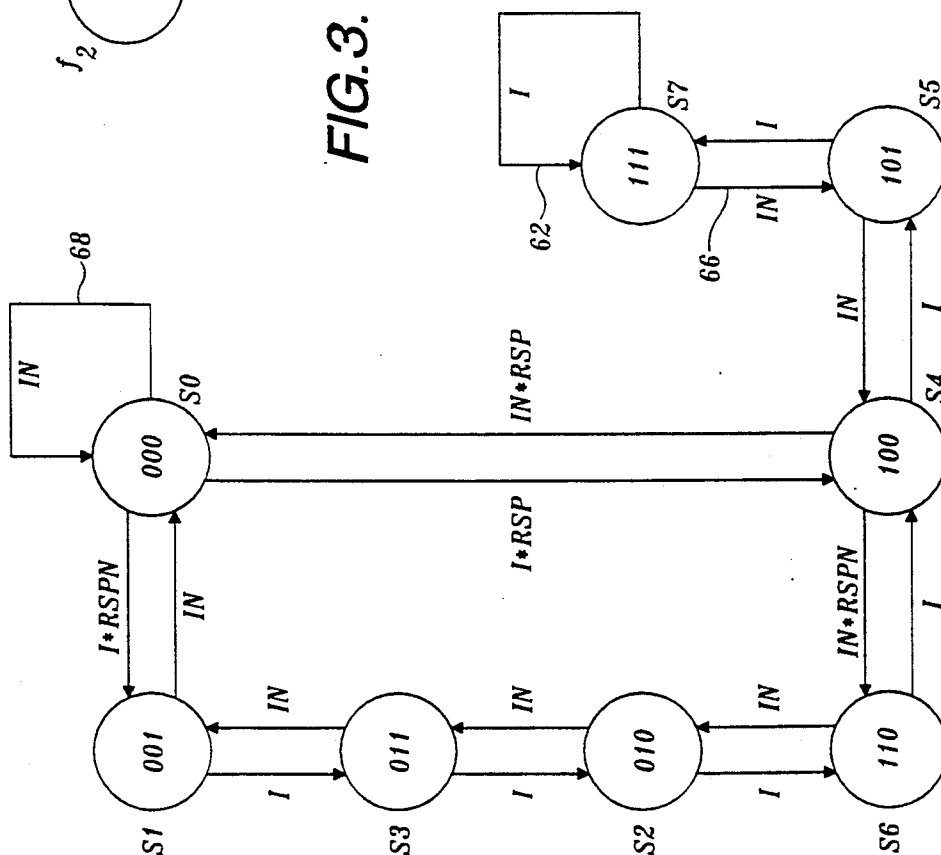 f2
FIG.3.
68
IN
000
S0
I*RSPN
IN
001
S1
IN
I
011
S3
IN
I
010
S2
IN
I
110
S6
IN*RSP
I*RSP
IN*RSPN
I
100
S4
IN
I
101
S5
I
IN
66
111
S7
I
62